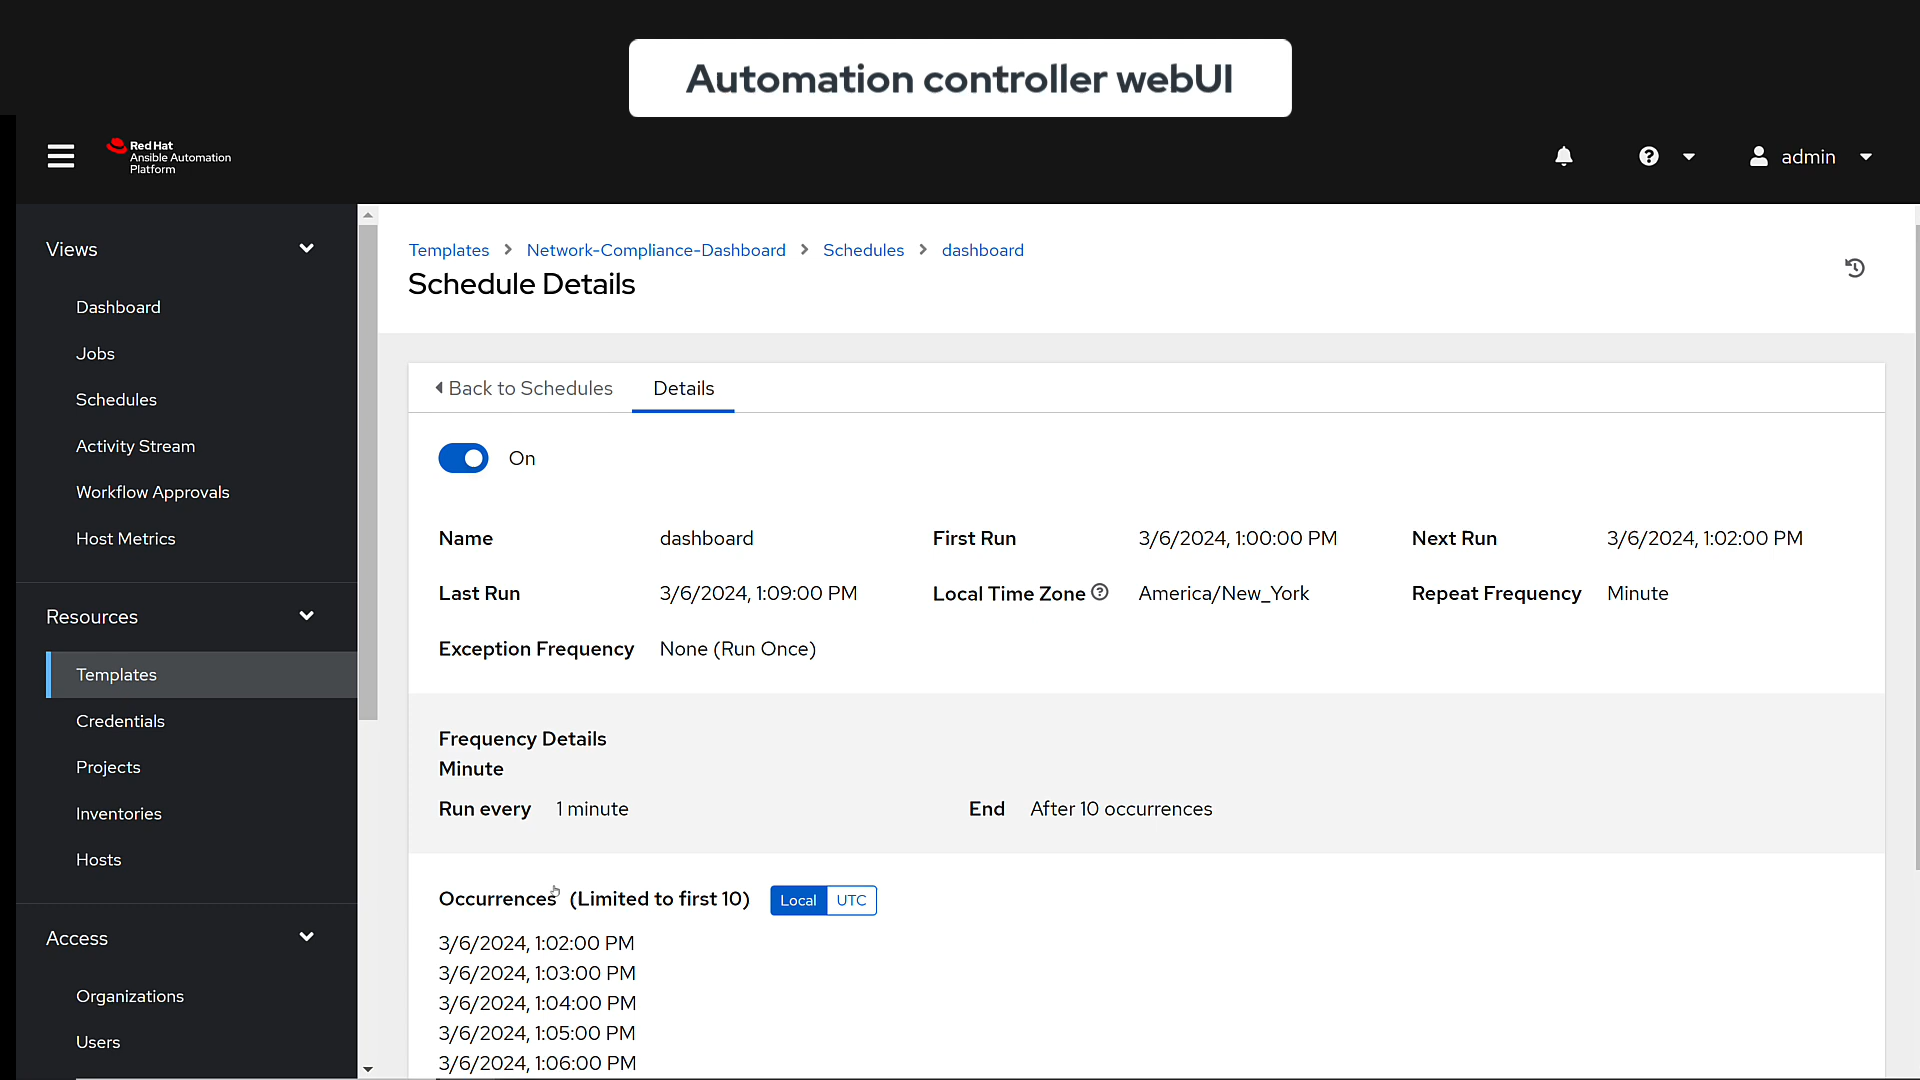 Automation controller webUI
Red Hat
Ansible Automation
Platform
admin
Views
Dashboard
Jobs
Schedules
Activity Stream
Workflow Approvals
Host Metrics
Resources
Templates
Credentials
Projects
Inventories
Hosts
Access
Organizations
Users
Templates > Network-Compliance-Dashboard > Schedules > dashboard
Schedule Details
Back to Schedules Details
On
Name dashboard First Run 3/6/2024, 1:00:00 PM Next Run 3/6/2024, 1:02:00 PM
Last Run 3/6/2024, 1:09:00 PM Local Time Zone America/New_York Repeat Frequency Minute
Exception Frequency None (Run Once)
Frequency Details
Minute
Run every 1 minute End After 10 occurrences
Occurrences (Limited to first 10) Local UTC
3/6/2024, 1:02:00 PM
3/6/2024, 1:03:00 PM
3/6/2024, 1:04:00 PM
3/6/2024, 1:05:00 PM
3/6/2024, 1:06:00 PM